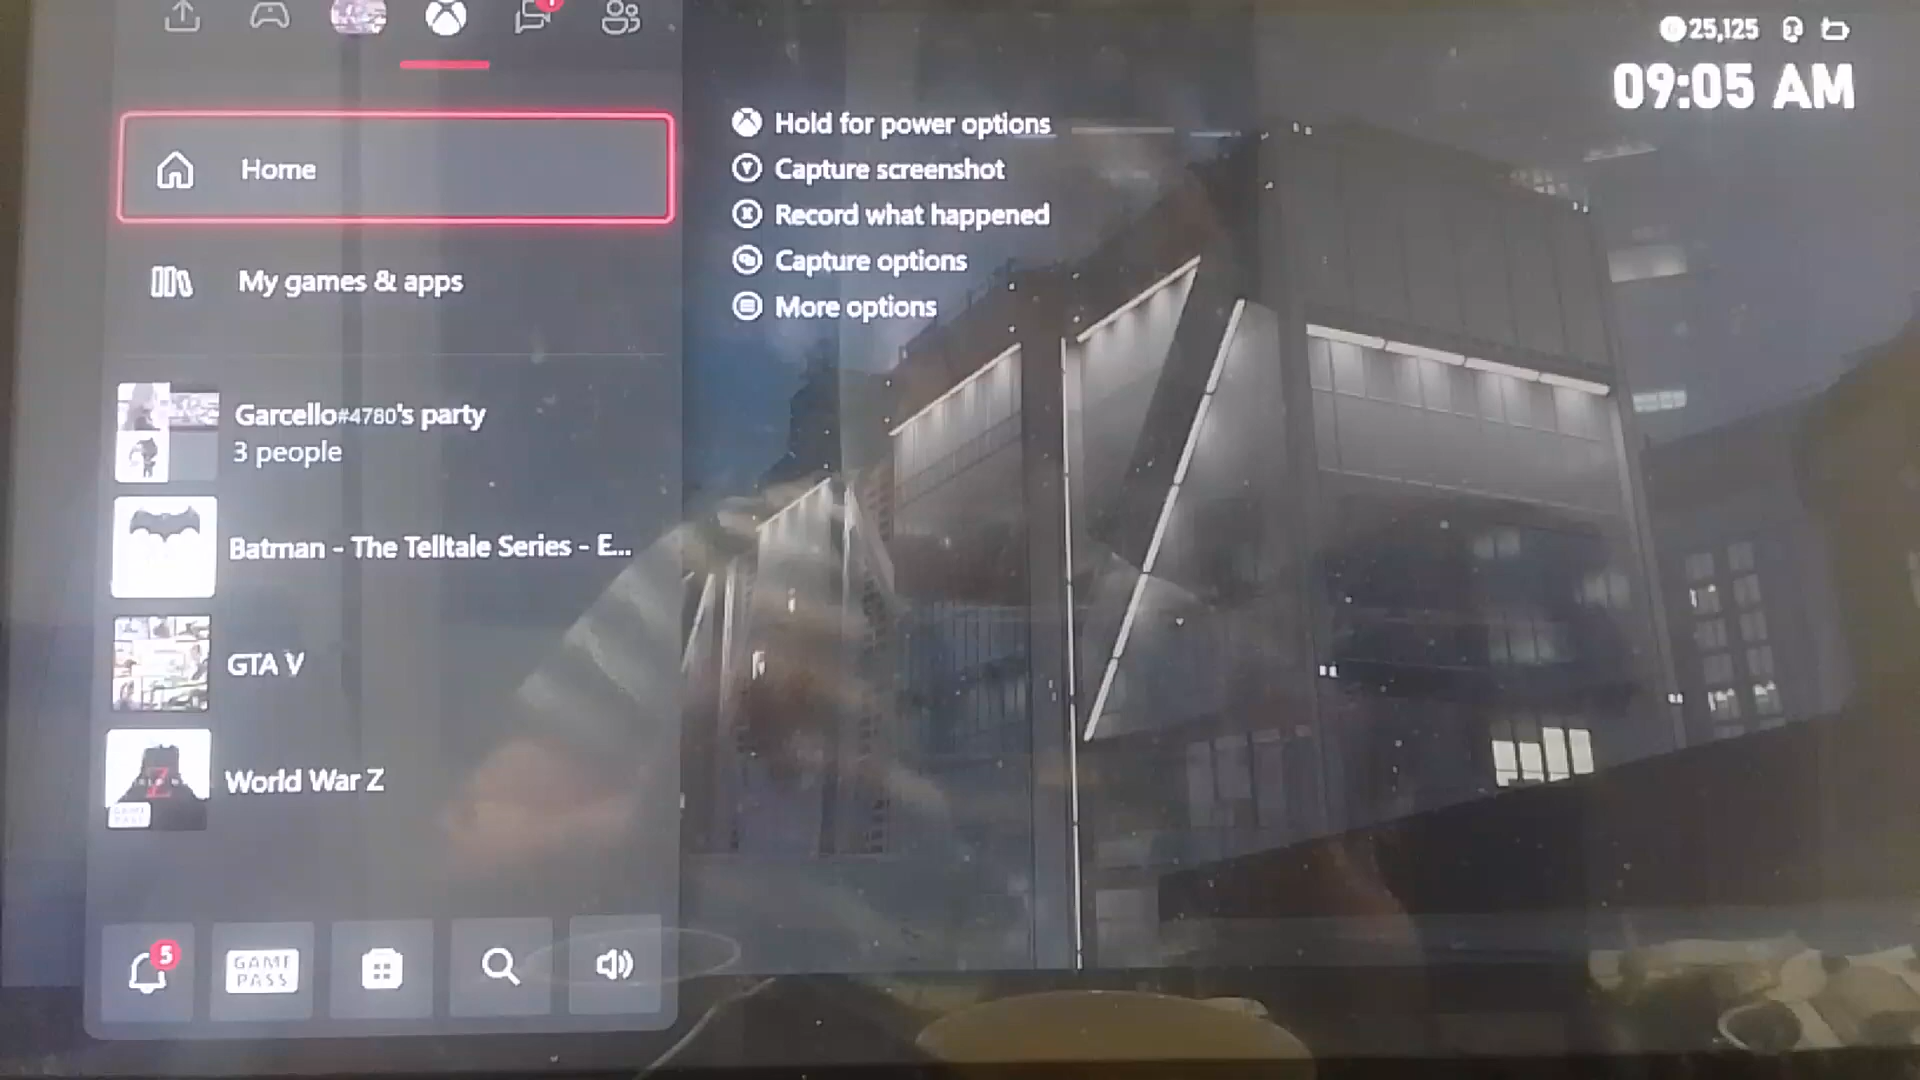 25,125
09:05 AM
Home
My games & apps
Garcello#4780's party
3 people
Batman - The Telltale Series - E...
GTA V
World War Z
5
GAME
PASS
Hold for power options
Capture screenshot
Record what happened
Capture options
More options